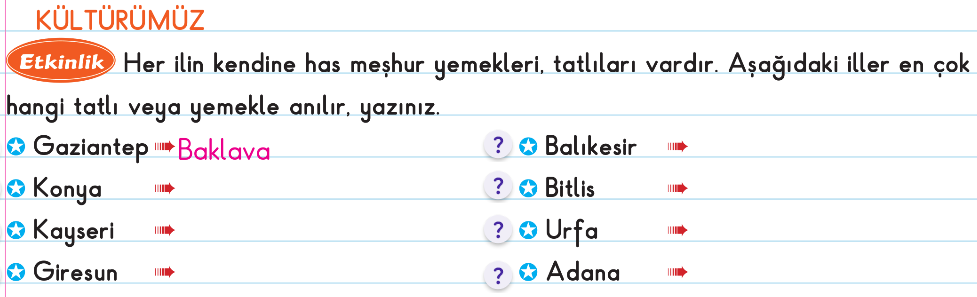 KÜLTÜRÜMÜZ
Etkinlik Her ilin kendine has meşhur yemekleri, tatlıları vardır. Aşağıdaki iller en çok
hangi tatlı veya yemekle anılır, yazınız.
Gaziantep Baklava ? Balıkesir
Konya ? Bitlis
Kayseri ? Urfa
Giresun ? Adana